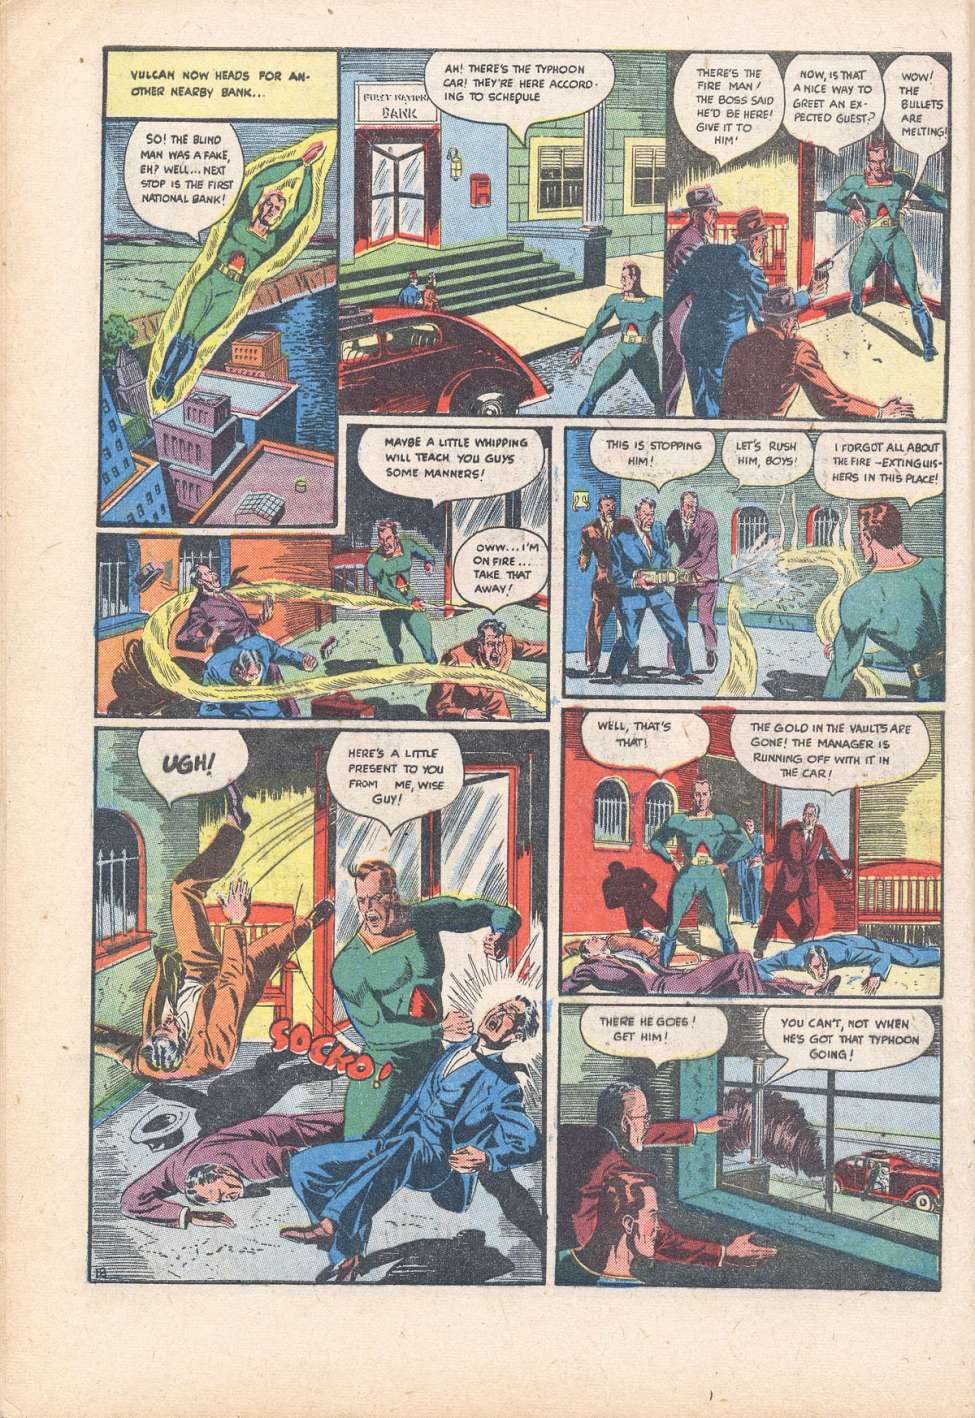 VULCAN NOW HEADS FOR AN-
OTHER NEARBY BANK...
SO! THE BLIND
MAN WAS A FAKE,
EH? WELL... NEXT
STOP IS THE FIRST
NATIONAL BANK!
AH! THERE'S THE TYPHOON
CAR! THEY'RE HERE ACCORD-
ING TO SCHEDULE
FIRST
BANK
THERE'S THE
FIRE MAN!
THE BOSS SAID
HE'D BE HERE!
GIVE IT TO
HIM!
NOW, IS THAT
A NICE WAY TO
GREET AN EX-
PECTED GUEST?
WOW!
THE
BULLETS
ARE
MELTING!
MAYBE A LITTLE WHIPPING
WILL TEACH YOU GUYS
SOME MANNERS!
OWW...I'M
ON FIRE...
TAKE THAT
AWAY!
THIS IS STOPPING
HIM!
LET'S RUSH
HIM, BOYS!
I FORGOT ALL ABOUT
THE FIRE-EXTINGUIS-
HERS IN THIS PLACE!
UGH!
HERE'S A LITTLE
PRESENT TO YOU
FROM ME, WISE
GUY!
SOCKO!
18
WELL, THAT'S
THAT!
THE GOLD IN THE VAULTS ARE
GONE! THE MANAGER IS
RUNNING OFF WITH IT IN
THE CAR!
THERE HE GOES!
GET HIM!
YOU CAN'T, NOT WHEN
HE'S GOT THAT TYPHOON
GOING!